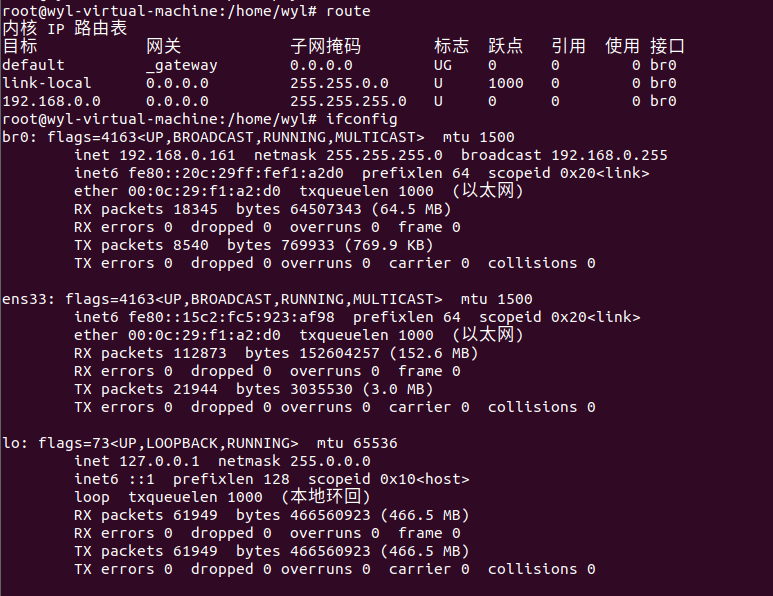 root@wyl-virtual-machine:/home/wyl# route
内核 IP 路由表
目标 网关 子网掩码 标志 跃点 引用 使用 接口
default _gateway 0.0.0.0 UG 0 0 0 br0
link-local 0.0.0.0 255.255.0.0 U 1000 0 0 br0
192.168.0.0 0.0.0.0 255.255.255.0 U 0 0 0 br0
root@wyl-virtual-machine:/home/wyl# ifconfig
br0: flags=4163<UP,BROADCAST,RUNNING,MULTICAST> mtu 1500
inet 192.168.0.161 netmask 255.255.255.0 broadcast 192.168.0.255
inet6 fe80::20c:29ff:fef1:a2d0 prefixlen 64 scopeid 0x20<link>
ether 00:0c:29:f1:a2:d0 txqueuelen 1000 (以太网)
RX packets 18345 bytes 64507343 (64.5 MB)
RX errors 0 dropped 0 overruns 0 frame 0
TX packets 8540 bytes 769933 (769.9 KB)
TX errors 0 dropped 0 overruns 0 carrier 0 collisions 0
ens33: flags=4163<UP,BROADCAST,RUNNING,MULTICAST> mtu 1500
inet6 fe80::15c2:fc5:923:af98 prefixlen 64 scopeid 0x20<link>
ether 00:0c:29:f1:a2:d0 txqueuelen 1000 (以太网)
RX packets 112873 bytes 152604257 (152.6 MB)
RX errors 0 dropped 0 overruns 0 frame 0
TX packets 21944 bytes 3035530 (3.0 MB)
TX errors 0 dropped 0 overruns 0 carrier 0 collisions 0
lo: flags=73<UP,LOOPBACK,RUNNING> mtu 65536
inet 127.0.0.1 netmask 255.0.0.0
inet6 ::1 prefixlen 128 scopeid 0x10<host>
loop txqueuelen 1000 (本地环回)
RX packets 61949 bytes 466560923 (466.5 MB)
RX errors 0 dropped 0 overruns 0 frame 0
TX packets 61949 bytes 466560923 (466.5 MB)
TX errors 0 dropped 0 overruns 0 carrier 0 collisions 0